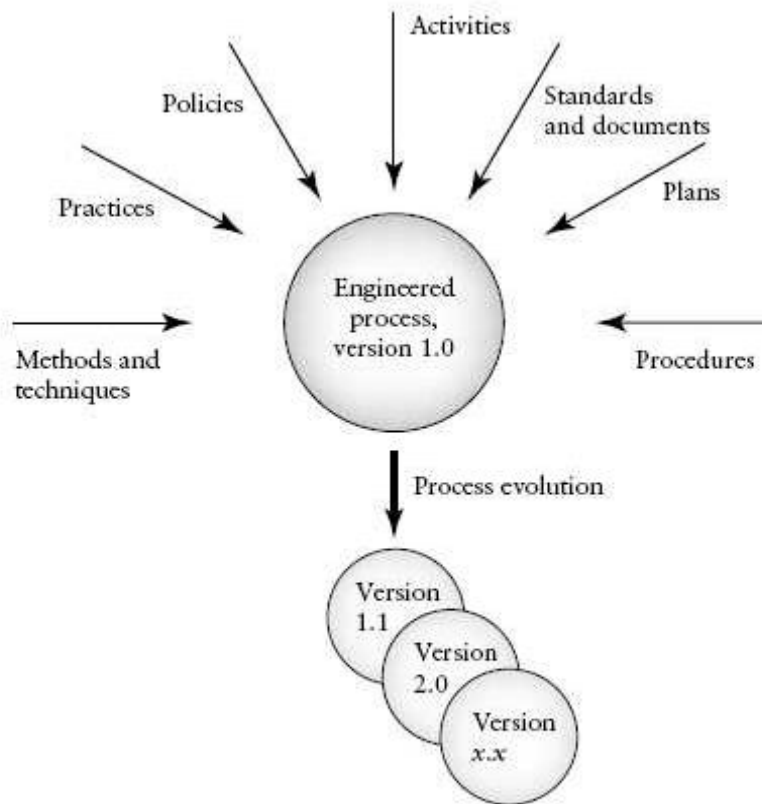 Activities
Policies
Standards
and documents
Practices
Plans
Engineered
process,
version 1.0
Methods and
techniques
Procedures
Process evolution
Version
1.1
Version
2.0
Version
x.x